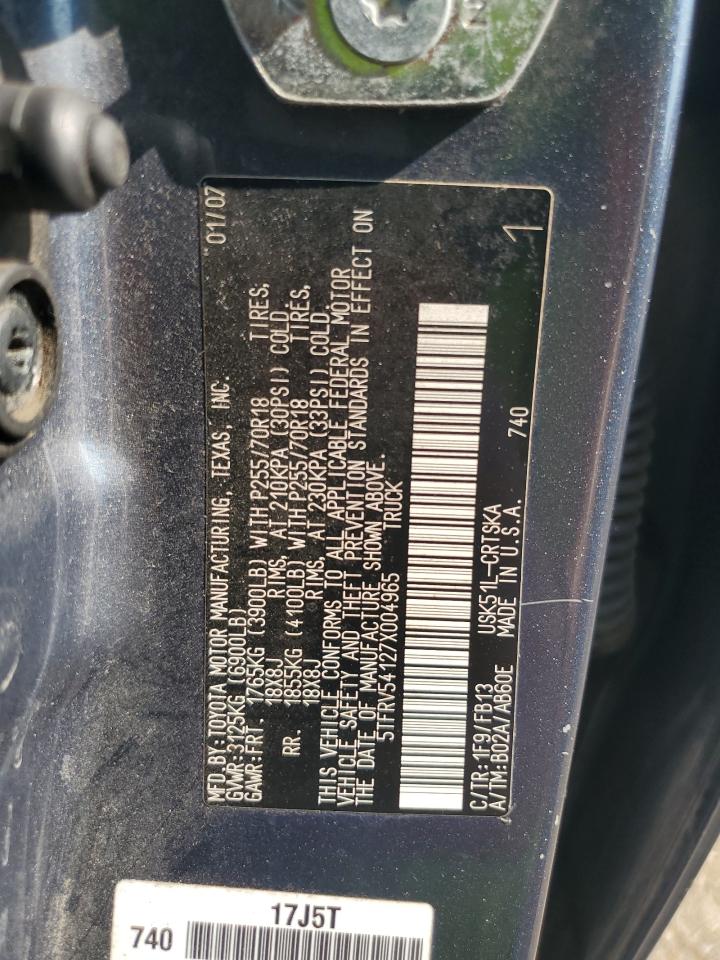 MFD.BY:TOYOTA MOTOR MANUFACTURING, TEXAS, INC. 01/07
GVWR:3125KG (6900LB)
GAWR:FRT. 1765KG (3900LB) WITH P255/70R18 TIRES,
18X8J RIMS, AT 210KPA (30PSI) COLD
RR. 1855KG (4100LB) WITH P255/70R18 TIRES,
18X8J RIMS, AT 230KPA (33PSI) COLD
THIS VEHICLE CONFORMS TO ALL APPLICABLE FEDERAL MOTOR
VEHICLE SAFETY AND THEFT PREVENTION STANDARDS IN EFFECT ON
THE DATE OF MANUFACTURE SHOWN ABOVE.
5TFRV54127X004965 TRUCK
C/TR:1F9/FB13 USK51L-CRTSKA 740
A/TM:B02A/AB60E MADE IN U.S.A. 1
17J5T
740